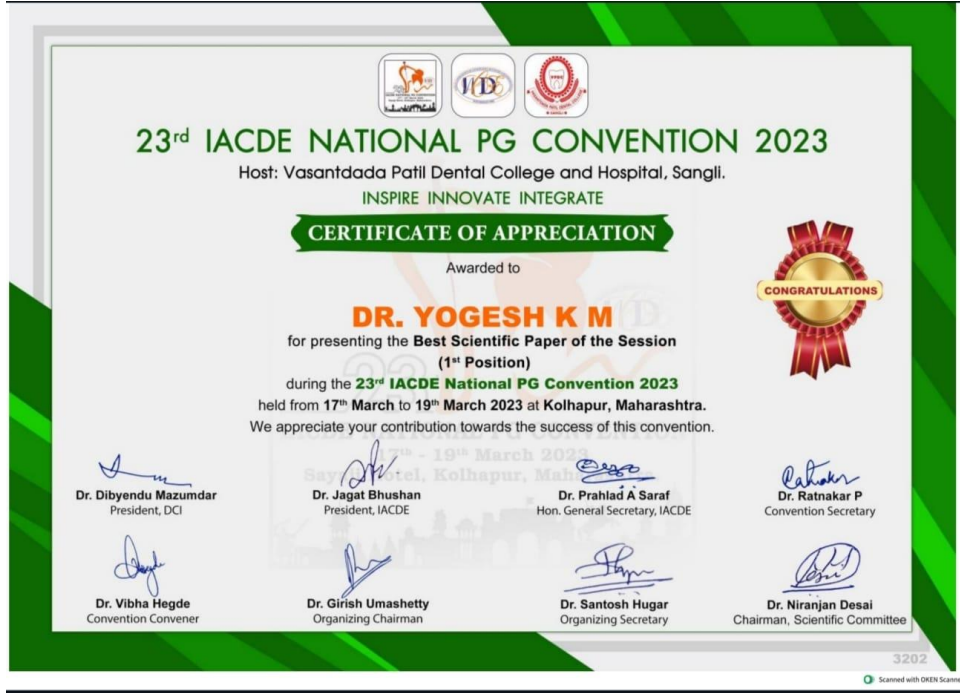 23rd IACDE NATIONAL PG CONVENTION 2023
Host: Vasantdada Patil Dental College and Hospital, Sangli.
INSPIRE INNOVATE INTEGRATE
CERTIFICATE OF APPRECIATION
Awarded to
CONGRATULATIONS
DR. YOGESH K M
for presenting the Best Scientific Paper of the Session
(1st Position)
during the 23rd IACDE National PG Convention 2023
held from 17th March to 19th March 2023 at Kolhapur, Maharashtra.
We appreciate your contribution towards the success of this convention.
17th - 19th March 2023
Dr. Dibyendu Mazumdar
President, DCI
Dr. Jagat Bhushan
President, IACDE
Dr. Prahlad A Saraf
Hon. General Secretary, IACDE
Dr. Ratnakar P
Convention Secretary
Dr. Vibha Hegde
Convention Convener
Dr. Girish Umashetty
Organizing Chairman
Dr. Santosh Hugar
Organizing Secretary
Dr. Niranjan Desai
Chairman, Scientific Committee
3202
Scanned with OKEN Scanne